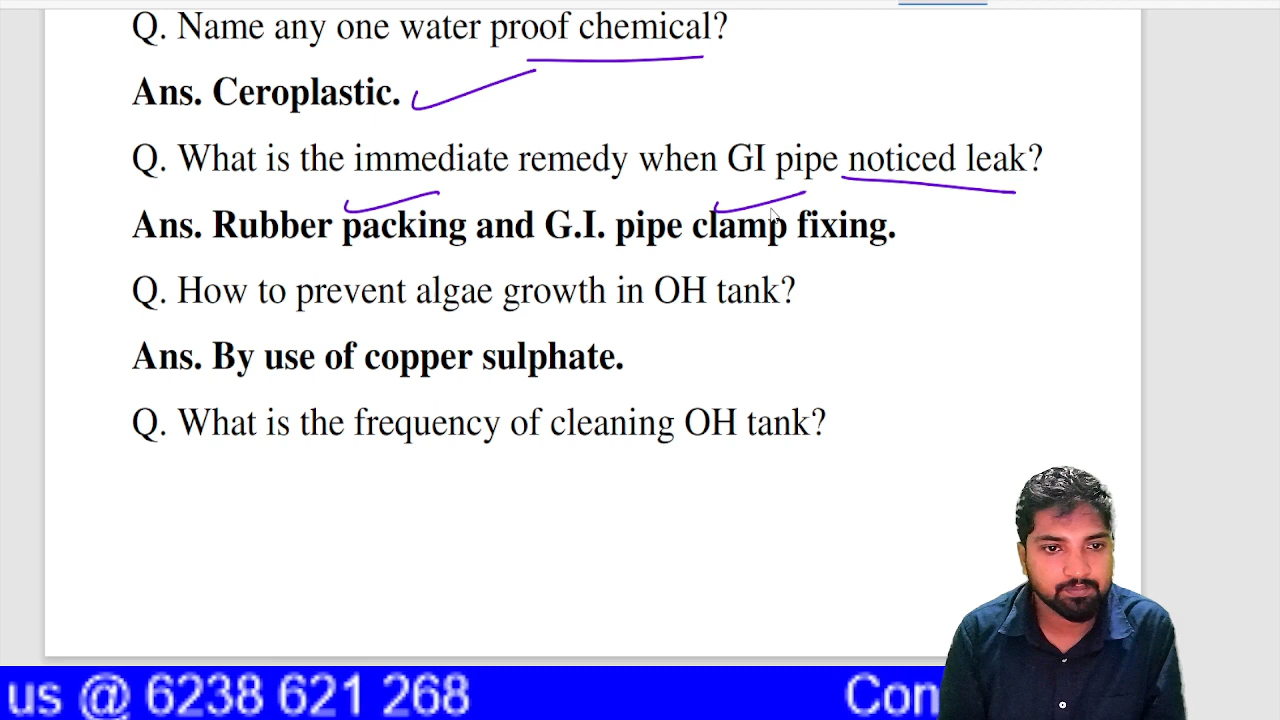 Q. Name any one water proof chemical?
Ans. Ceroplastic.
Q. What is the immediate remedy when GI pipe noticed leak?
Ans. Rubber packing and G.I. pipe clamp fixing.
Q. How to prevent algae growth in OH tank?
Ans. By use of copper sulphate.
Q. What is the frequency of cleaning OH tank?
us @ 6238 621 268 Con